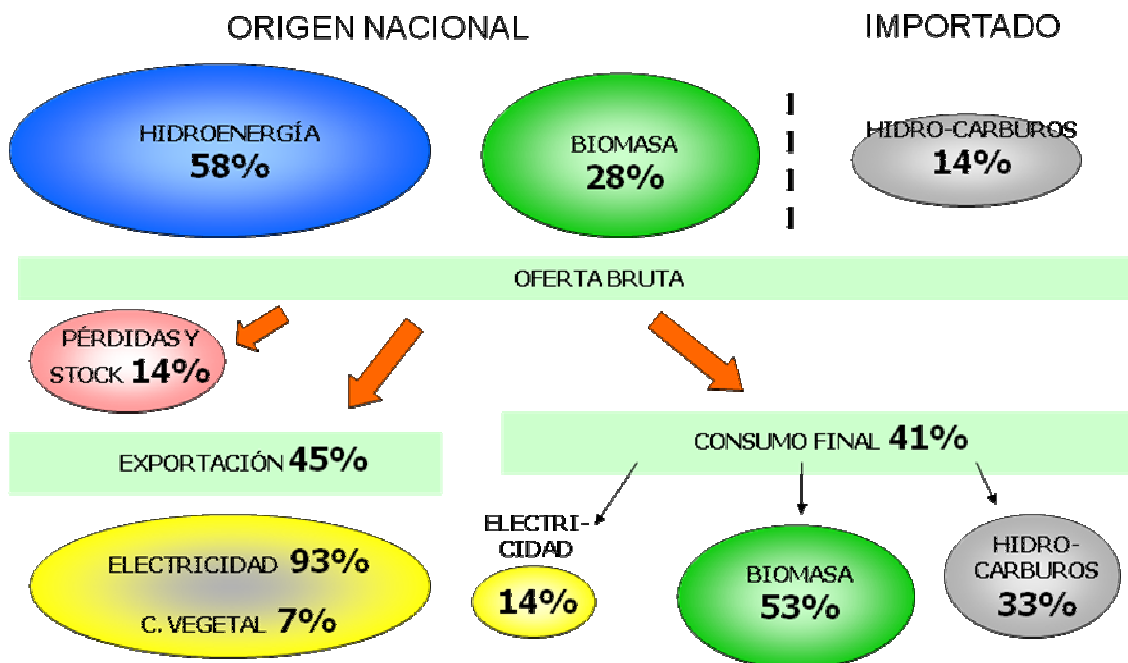 ORIGEN NACIONAL
IMPORTADO
HIDROENERGÍA
58%
BIOMASA
28%
HIDRO-CARBUROS
14%
OFERTA BRUTA
PÉRDIDAS Y
STOCK 14%
EXPORTACIÓN 45%
CONSUMO FINAL 41%
ELECTRICIDAD 93%
C. VEGETAL 7%
ELECTRI-
CIDAD
14%
BIOMASA
53%
HIDRO-
CARBUROS
33%